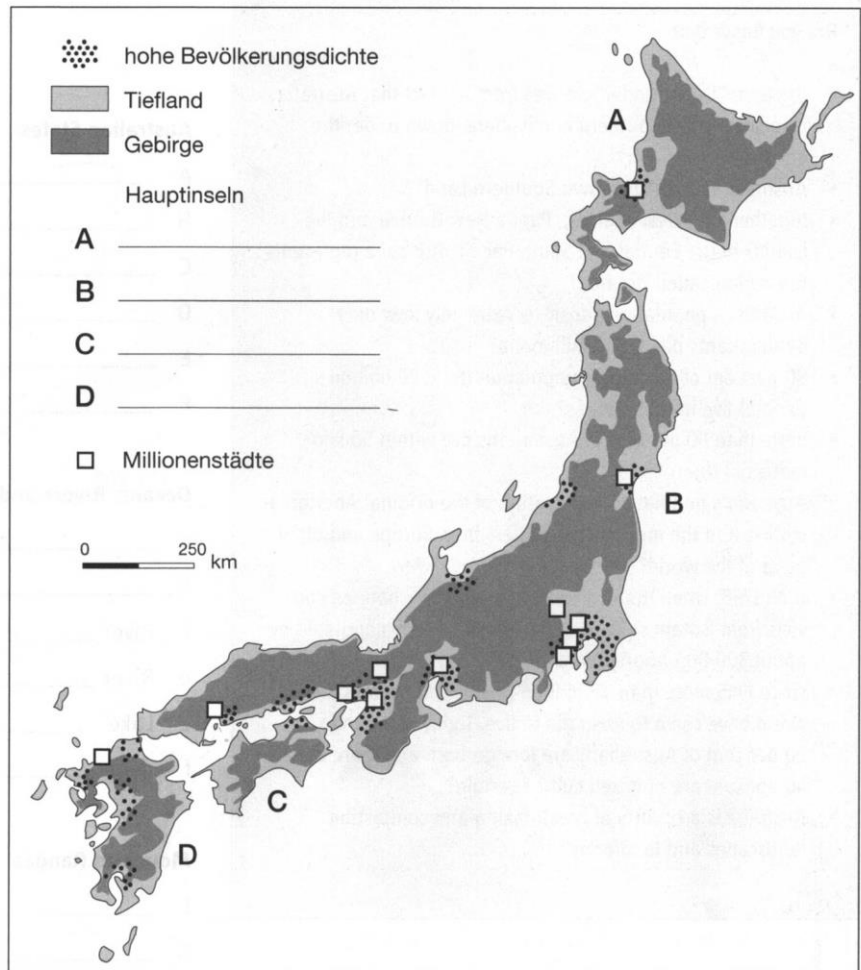 hohe Bevölkerungsdichte
Tiefland
Gebirge
Hauptinseln
A
B
C
D
Millionenstädte
0 250
km
A
B
C
D